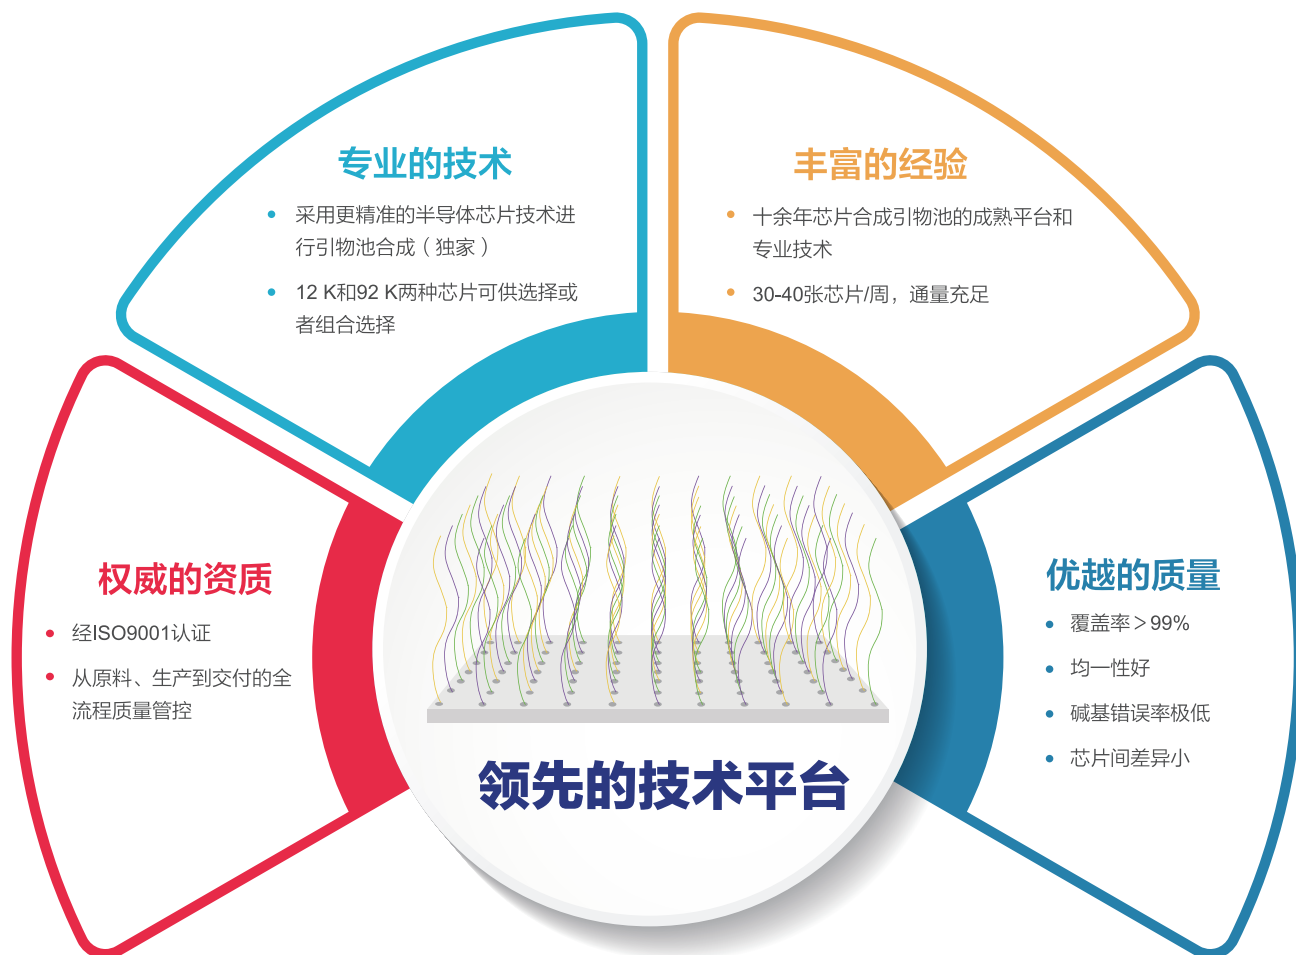 专业的技术
采用更精准的半导体芯片技术进
行引物池合成（独家）
12 K和92 K两种芯片可供选择或
者组合选择
丰富的经验
十余年芯片合成引物池的成熟平台和
专业技术
30-40张芯片/周，通量充足
权威的资质
经ISO9001认证
从原料、生产到交付的全
流程质量管控
优越的质量
覆盖率＞99%
均一性好
碱基错误率极低
芯片间差异小
领先的技术平台